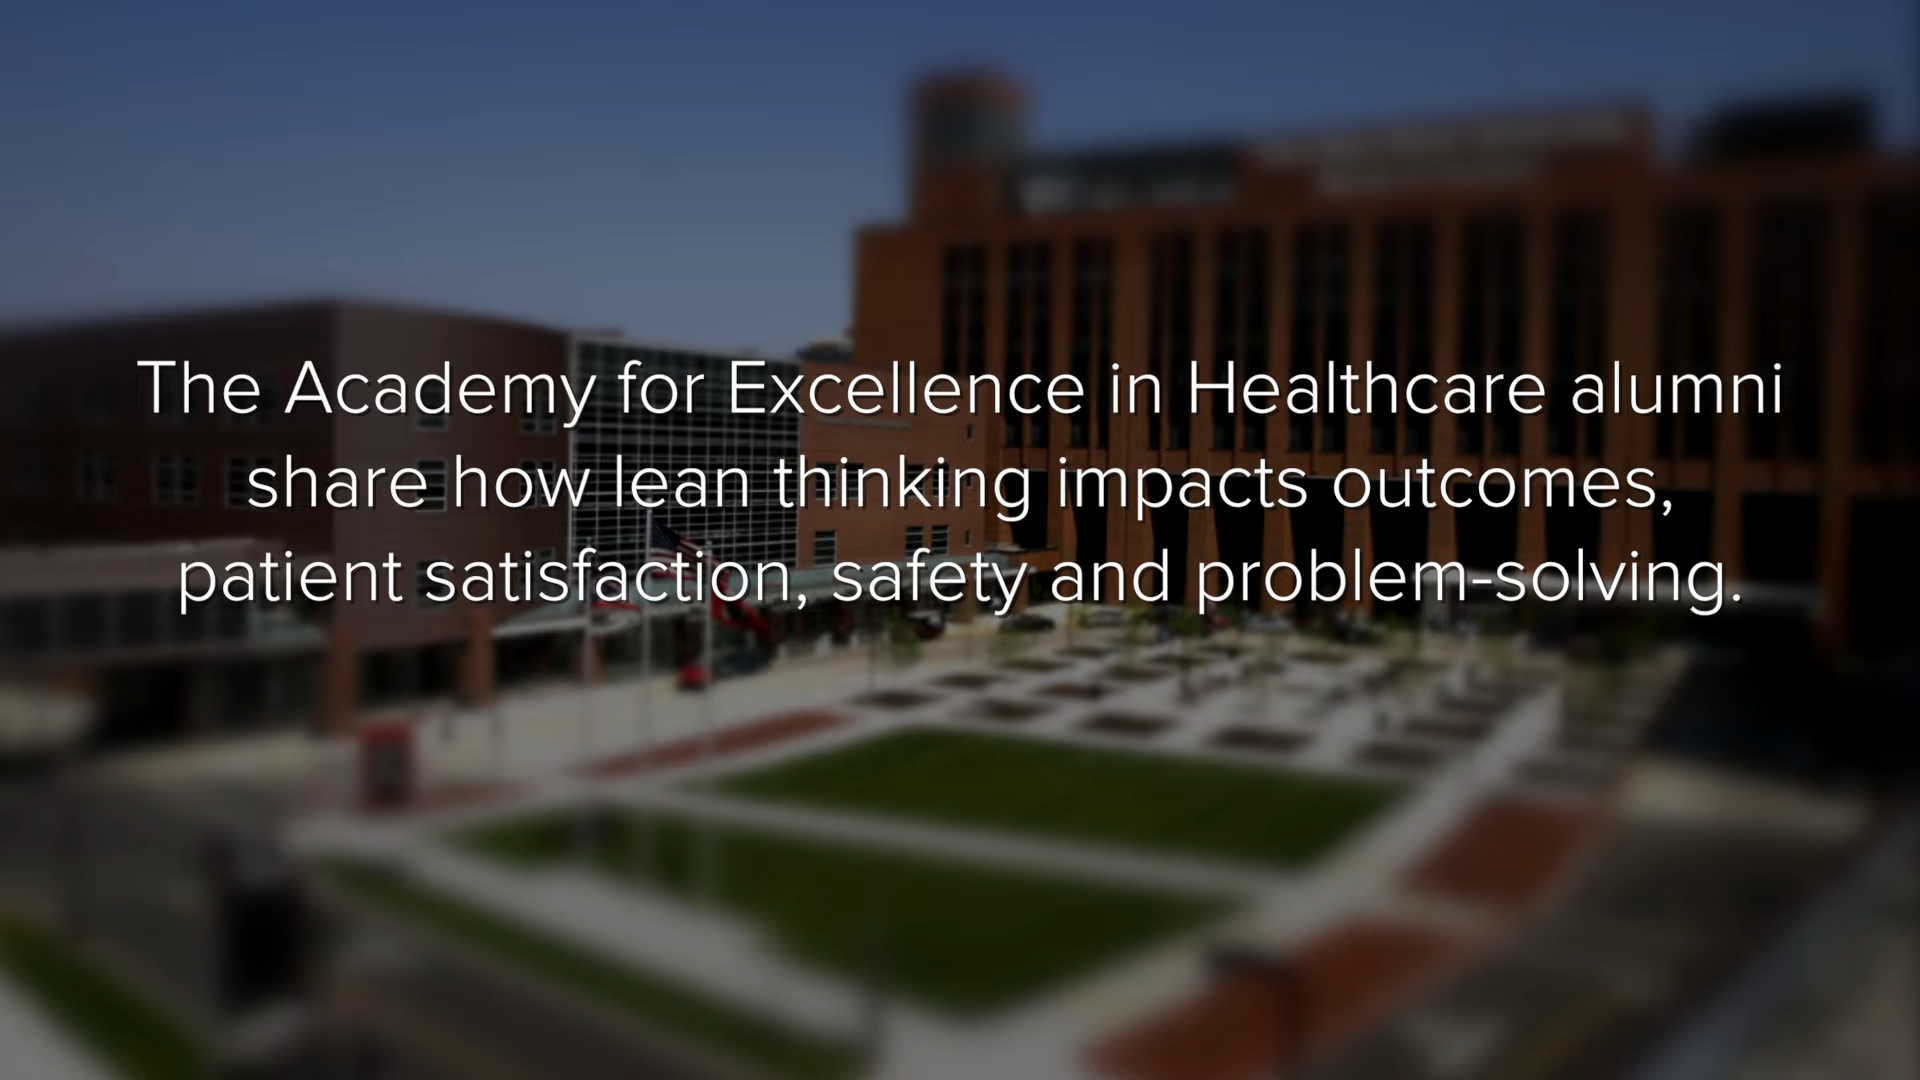 The Academy for Excellence in Healthcare alumni
share how lean thinking impacts outcomes,
patient satisfaction, safety and problem-solving.